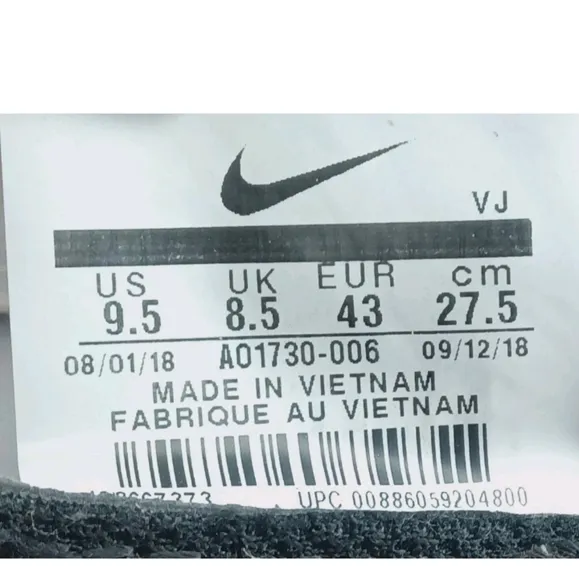 VJ
US UK EUR cm
9.5 8.5 43 27.5
08/01/18 AO1730-006 09/12/18
MADE IN VIETNAM
FABRIQUE AU VIETNAM
UPC 00886059204800